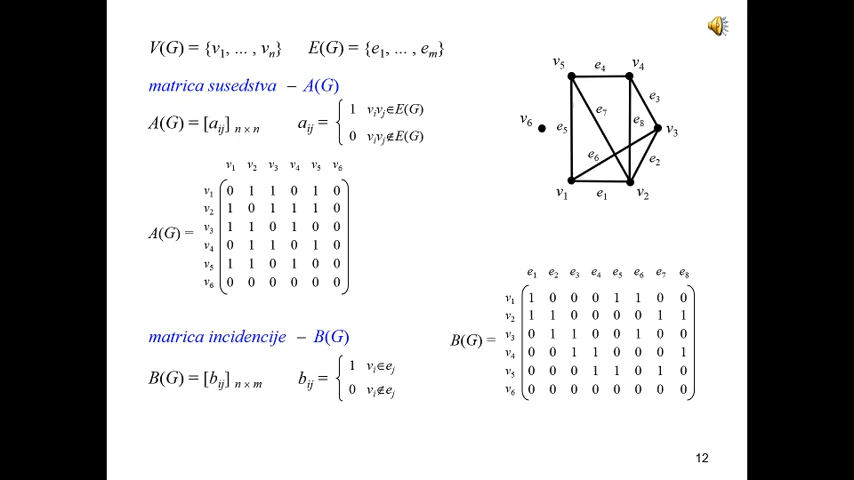 V(G) = {v1, ... , vn} E(G) = {e1, ... , em}
matrica susedstva – A(G)
A(G) = [aij] n × n aij = { 1 vivj∈E(G)
0 vivj∉E(G)
v1 v2 v3 v4 v5 v6
A(G) =
v1 0 1 1 0 1 0
v2 1 0 1 1 1 0
v3 1 1 0 1 0 0
v4 0 1 1 0 1 0
v5 1 1 0 1 0 0
v6 0 0 0 0 0 0
matrica incidencije – B(G)
B(G) = [bij] n × m bij = { 1 vi∈ej
0 vi∉ej
v5 e4 v4
e7 e3
v6 e5 e8 v3
e6 e2
v1 e1 v2
e1 e2 e3 e4 e5 e6 e7 e8
B(G) =
v1 1 0 0 0 1 1 0 0
v2 1 1 0 0 0 0 1 1
v3 0 1 1 0 0 1 0 0
v4 0 0 1 1 0 0 0 1
v5 0 0 0 1 1 0 1 0
v6 0 0 0 0 0 0 0 0
12